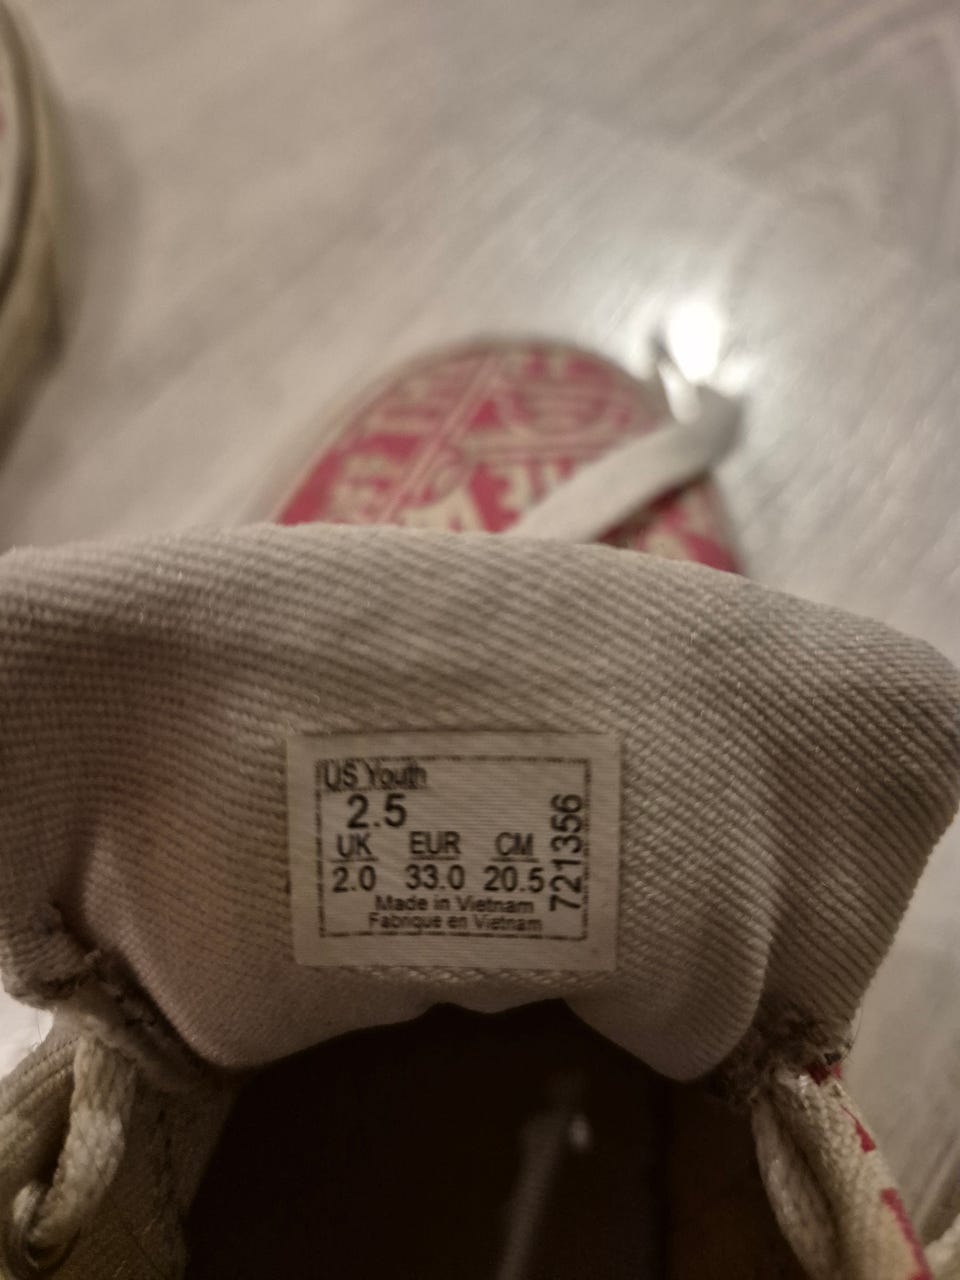 US Youth
2.5
UK EUR CM
2.0 33.0 20.5
Made in Vietnam
Fabrique en Vietnam
721356